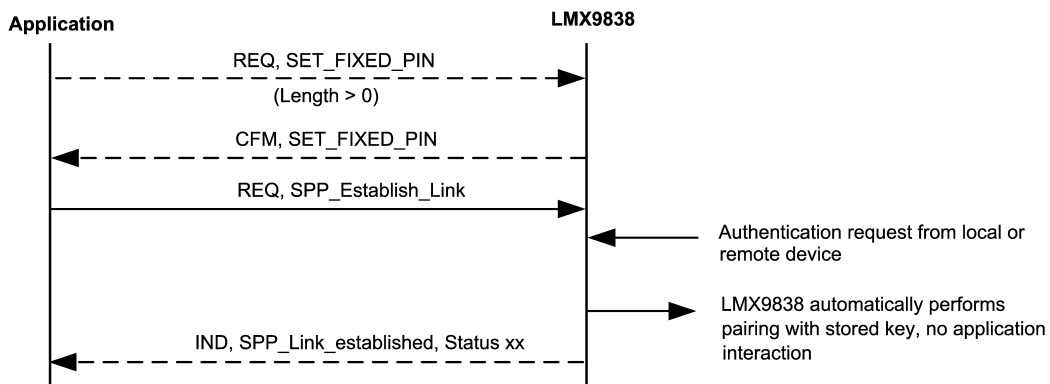 Application
LMX9838
REQ, SET_FIXED_PIN
(Length > 0)
CFM, SET_FIXED_PIN
REQ, SPP_Establish_Link
Authentication request from local or
remote device
LMX9838 automatically performs
pairing with stored key, no application
interaction
IND, SPP_Link_established, Status xx